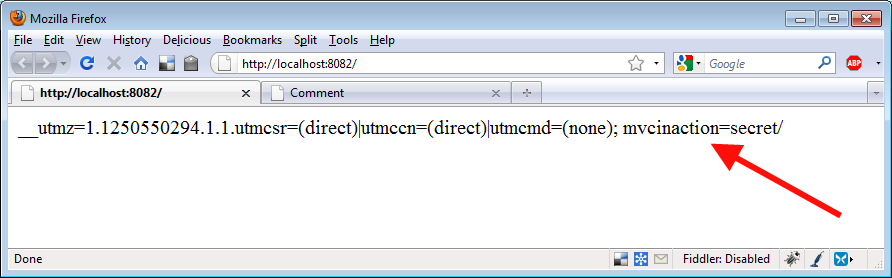 Mozilla Firefox
File Edit View History Delicious Bookmarks Split Tools Help
http://localhost:8082/ Google ABP
http://localhost:8082/ Comment
__utmz=1.1250550294.1.1.utmcsr=(direct)|utmccn=(direct)|utmcmd=(none); mvcinaction=secret/
Done Fiddler: Disabled